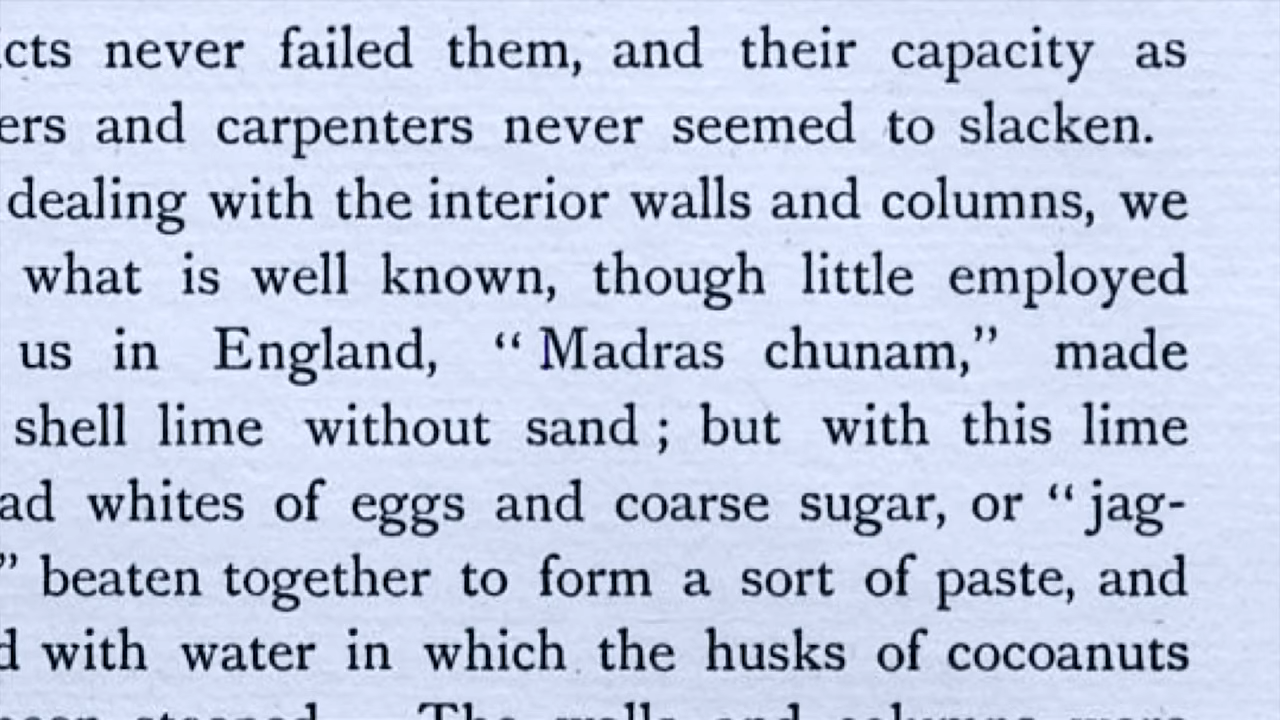 cts never failed them, and their capacity as
ers and carpenters never seemed to slacken.
dealing with the interior walls and columns, we
what is well known, though little employed
us in England, “ Madras chunam,” made
shell lime without sand ; but with this lime
ad whites of eggs and coarse sugar, or “ jag-
” beaten together to form a sort of paste, and
d with water in which the husks of cocoanuts